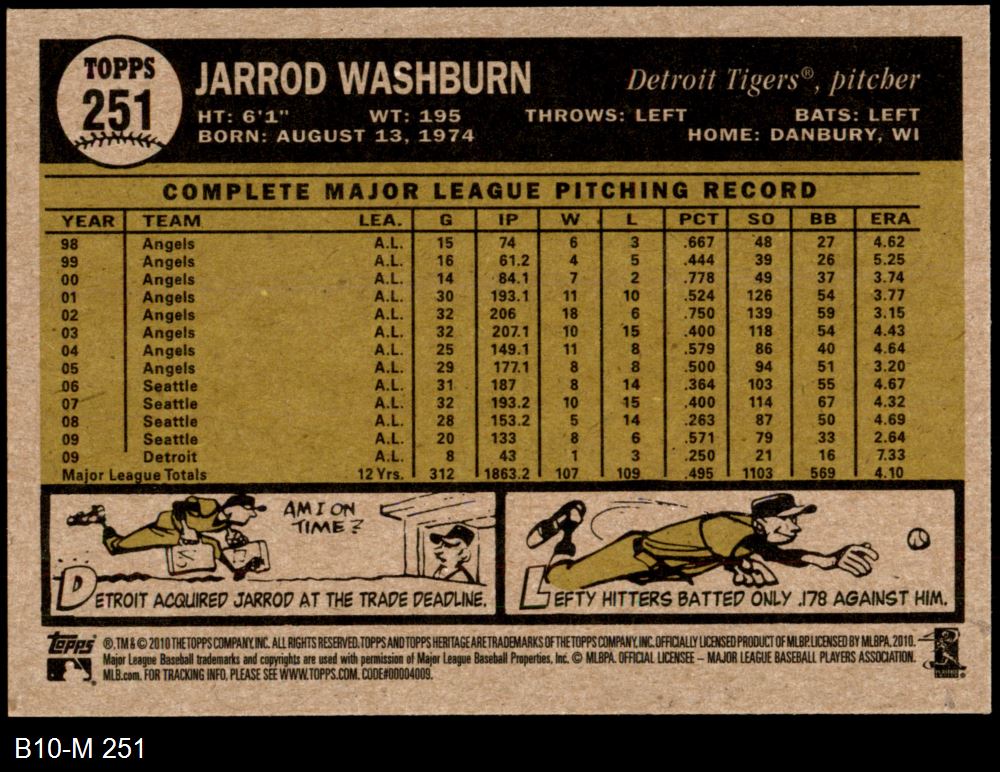 TOPPS
251
JARROD WASHBURN
Detroit Tigers®, pitcher
HT: 6'1" WT: 195 THROWS: LEFT BATS: LEFT
BORN: AUGUST 13, 1974 HOME: DANBURY, WI
COMPLETE MAJOR LEAGUE PITCHING RECORD
YEAR TEAM LEA. G IP W L PCT SO BB ERA
98 Angels A.L. 15 74 6 3 .667 48 27 4.62
99 Angels A.L. 16 61.2 4 5 .444 39 26 5.25
00 Angels A.L. 14 84.1 7 2 .778 49 37 3.74
01 Angels A.L. 30 193.1 11 10 .524 126 54 3.77
02 Angels A.L. 32 206 18 6 .750 139 59 3.15
03 Angels A.L. 32 207.1 10 15 .400 118 54 4.43
04 Angels A.L. 25 149.1 11 8 .579 86 40 4.64
05 Angels A.L. 29 177.1 8 8 .500 94 51 3.20
06 Seattle A.L. 31 187 8 14 .364 103 55 4.67
07 Seattle A.L. 32 193.2 10 15 .400 114 67 4.32
08 Seattle A.L. 28 153.2 5 14 .263 87 50 4.69
09 Seattle A.L. 20 133 8 6 .571 79 33 2.64
09 Detroit A.L. 8 43 1 3 .250 21 16 7.33
Major League Totals 12 Yrs. 312 1863.2 107 109 .495 1103 569 4.10
AM I ON
TIME?
DETROIT ACQUIRED JARROD AT THE TRADE DEADLINE.
LEFTY HITTERS BATTED ONLY .178 AGAINST HIM.
topps ®, TM & © 2010 THE TOPPS COMPANY, INC. ALL RIGHTS RESERVED. TOPPS AND TOPPS HERITAGE ARE TRADEMARKS OF THE TOPPS COMPANY, INC. OFFICIALLY LICENSED PRODUCT OF MLBP. LICENSED BY MLBPA, 2010.
Major League Baseball trademarks and copyrights are used with permission of Major League Baseball Properties, Inc. © MLBPA. OFFICIAL LICENSEE – MAJOR LEAGUE BASEBALL PLAYERS ASSOCIATION.
MLB.com. FOR TRACKING INFO, PLEASE SEE WWW.TOPPS.COM. CODE#00004009.
B10-M 251